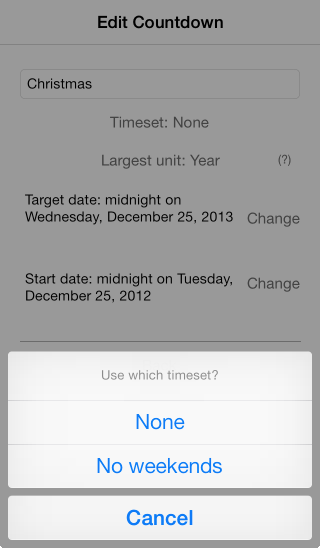 Edit Countdown
Christmas
Timeset: None
Largest unit: Year (?)
Target date: midnight on
Wednesday, December 25, 2013 Change
Start date: midnight on Tuesday,
December 25, 2012 Change
Use which timeset?
None
No weekends
Cancel